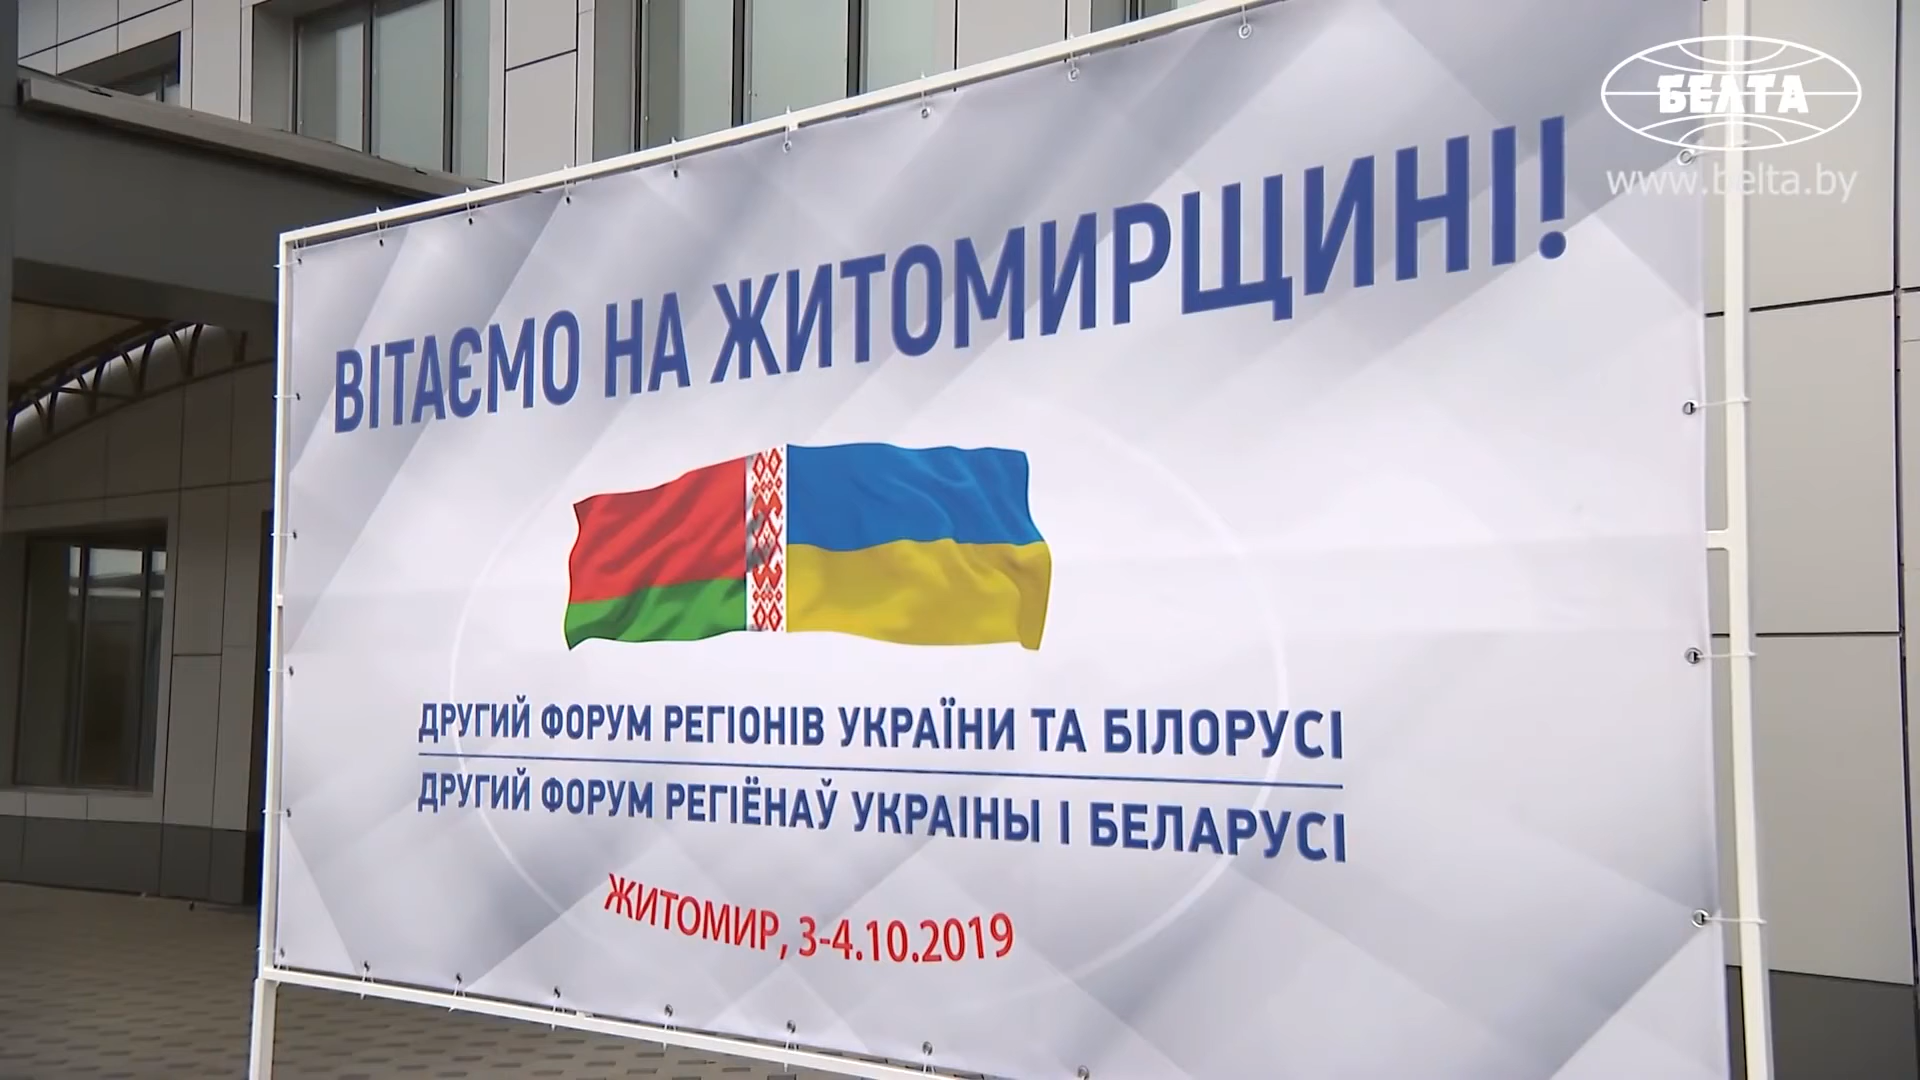 БЕЛТА
www.belta.by
ВІТАЄМО НА ЖИТОМИРЩИНІ!
ДРУГИЙ ФОРУМ РЕГІОНІВ УКРАЇНИ ТА БІЛОРУСІ
ДРУГИЙ ФОРУМ РЕГІЁНАЎ УКРАІНЫ І БЕЛАРУСІ
ЖИТОМИР, 3-4.10.2019